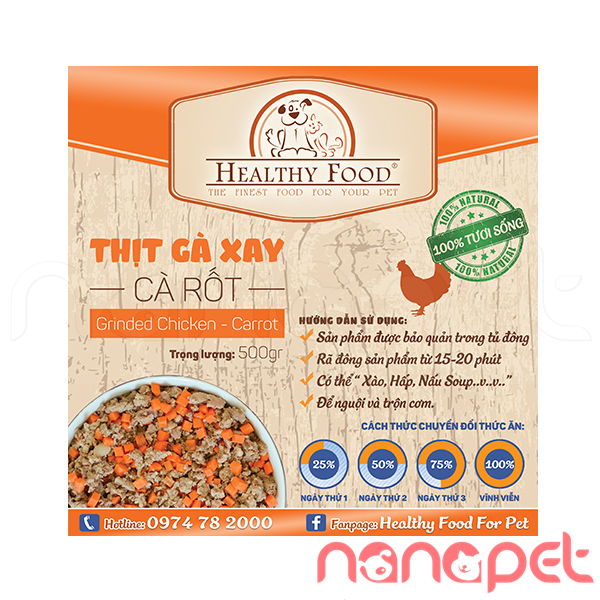 nanapet
HEALTHY FOOD®
THE FINEST FOOD FOR YOUR PET
100% NATURAL
100% TƯƠI SỐNG
100% NATURAL
THỊT GÀ XAY
CÀ RỐT
Grinded Chicken - Carrot
Trọng lượng: 500gr
HƯỚNG DẪN SỬ DỤNG:
Sản phẩm được bảo quản trong tủ đông
Rã đông sản phẩm từ 15-20 phút
Có thể “ Xào, Hấp, Nấu Soup..v..v..”
Để nguội và trộn cơm.
CÁCH THỨC CHUYỂN ĐỔI THỨC ĂN:
25%
50%
75%
100%
NGÀY THỨ 1
NGÀY THỨ 2
NGÀY THỨ 3
VĨNH VIỄN
Hotline: 0974 78 2000
Fanpage: Healthy Food For Pet
nanapet